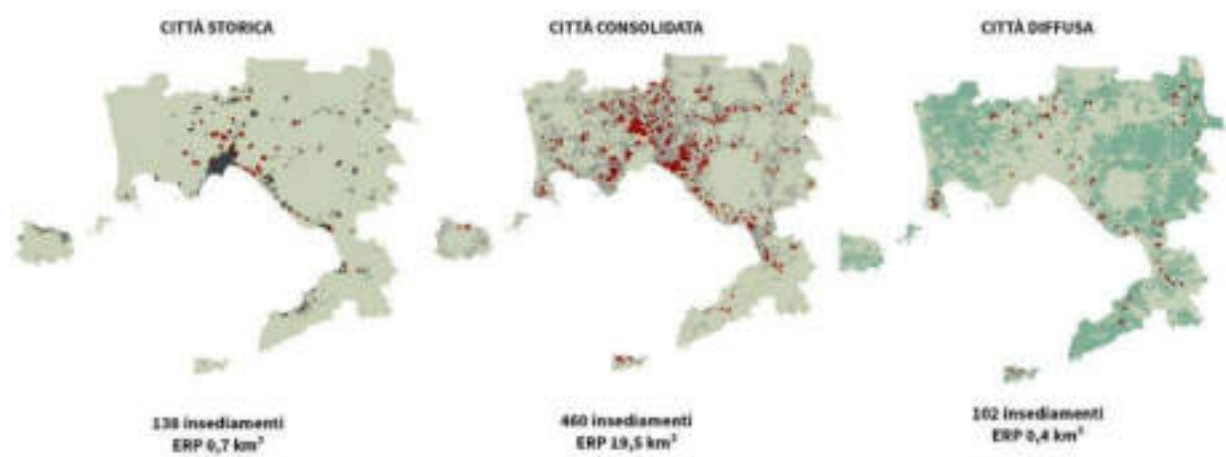 CITTÀ STORICA
CITTÀ CONSOLIDATA
CITTÀ DIFFUSA
138 insediamenti
ERP 0,7 km²
460 insediamenti
ERP 19,5 km²
102 insediamenti
ERP 0,4 km²